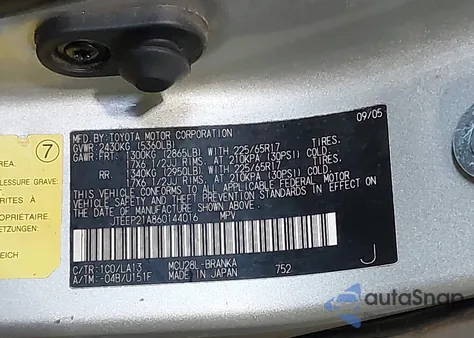 MFD. BY: TOYOTA MOTOR CORPORATION 09/05
GVWR: 2430KG (5360LB)
GAWR: FRT: 1300KG (2865LB) WITH 225/65R17 TIRES,
17X6 1/2JJ RIMS, AT 210KPA (30PSI) COLD.
RR 1340KG (2950LB) WITH 225/65R17 TIRES,
17X6 1/2JJ RIMS, AT 210KPA (30PSI) COLD.
THIS VEHICLE CONFORMS TO ALL APPLICABLE FEDERAL MOTOR
VEHICLE SAFETY AND THEFT PREVENTION STANDARDS IN EFFECT
ON THE DATE OF MANUFACTURE SHOWN ABOVE.
JTEEP21A860144016 MPV
C/TR: 1C0/LA13 MCU28L-BRANKA J
A/TM: -04B/U151F MADE IN JAPAN 752
7
AREA.
PRESSURE GRAVE
P-Zierätore
etzungen
autoSnap